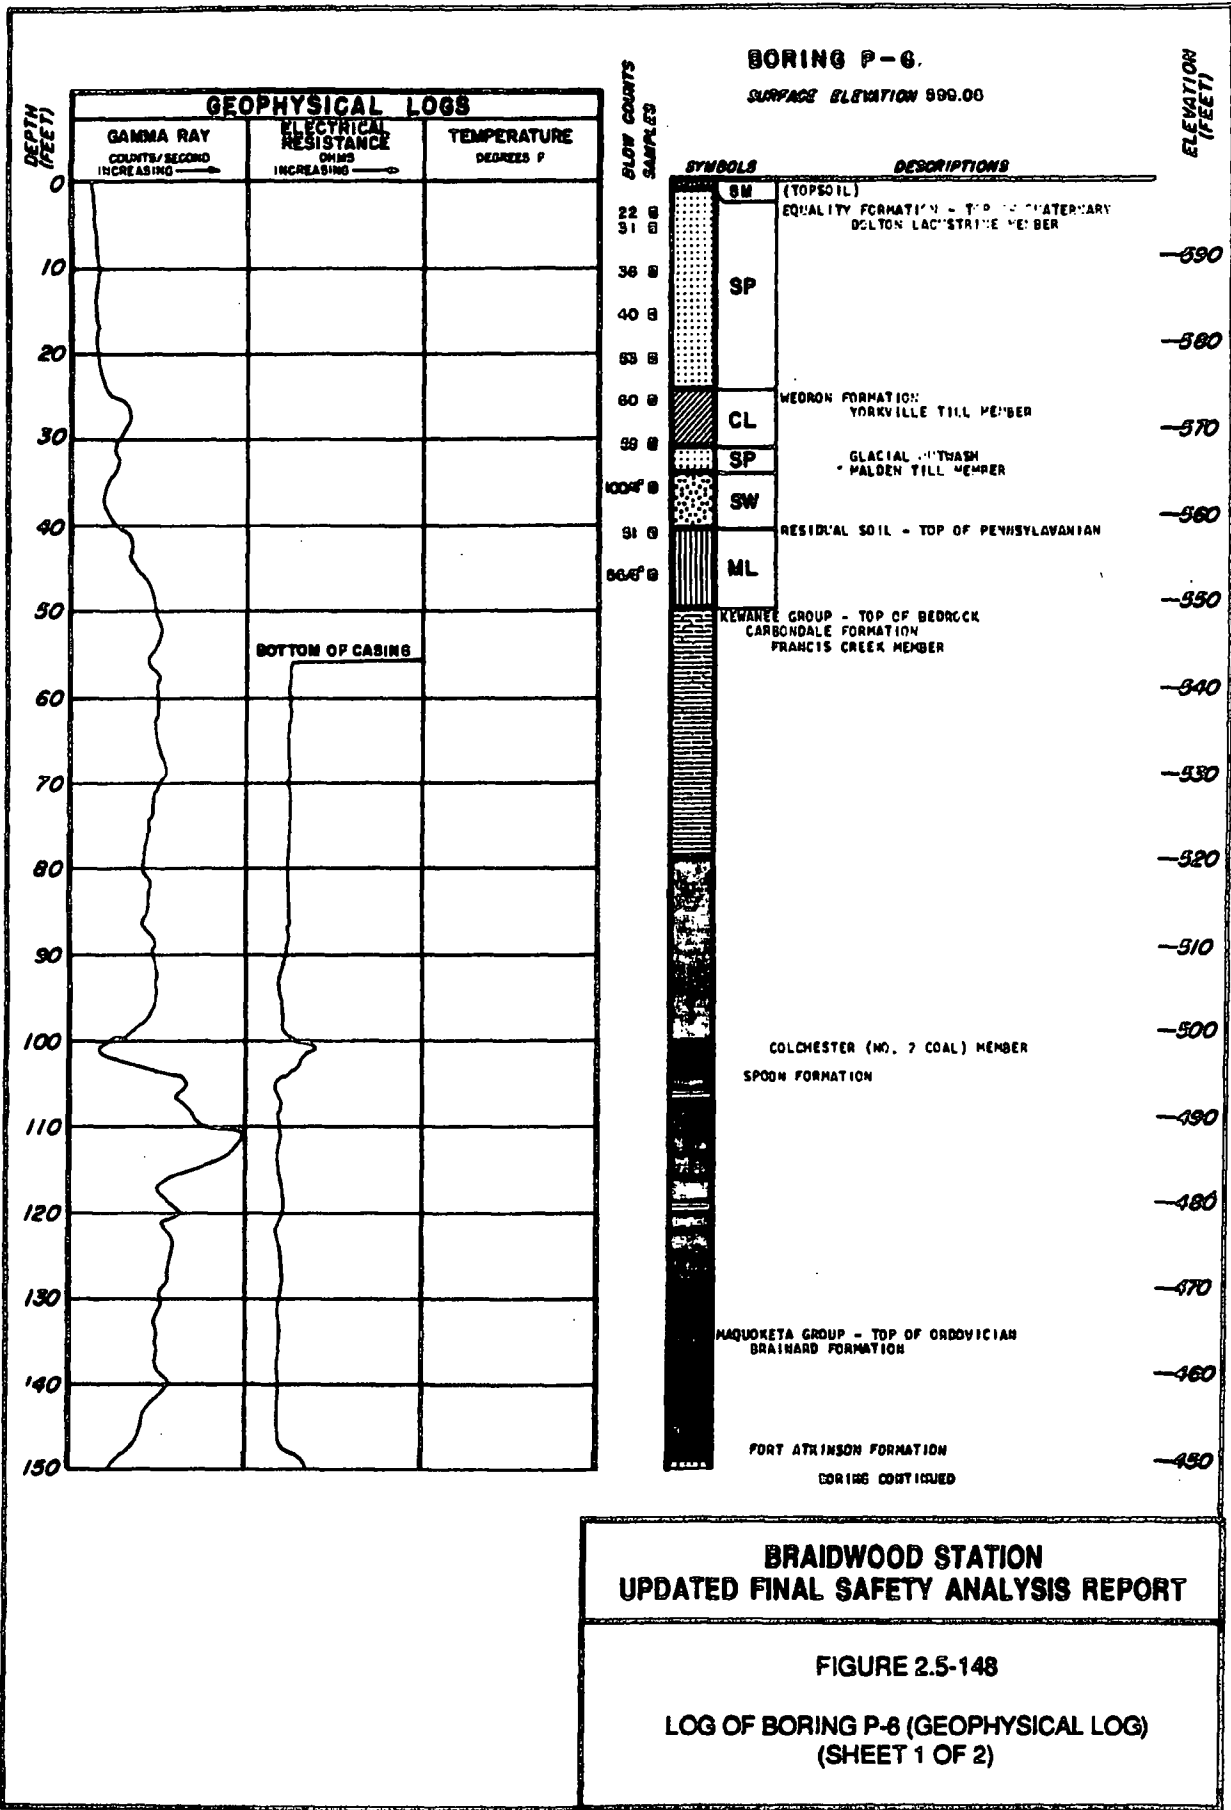 BORING P-6.
SURFACE ELEVATION 599.06
DEPTH (FEET)
GEOPHYSICAL LOGS
GAMMA RAY
COUNTS/SECOND
INCREASING
ELECTRICAL RESISTANCE
OHMS
INCREASING
TEMPERATURE
DEGREES F
BLOW COUNTS
SAMPLES
SYMBOLS
DESCRIPTIONS
ELEVATION (FEET)
0
10
20
30
40
50
60
70
80
90
100
110
120
130
140
150
BOTTOM OF CASING
22
31
36
40
53
60
59
100/4"
91
SM
SP
CL
SP
SW
ML
(TOPSOIL)
EQUALITY FORMATION - TOP QUATERNARY
DOLTON LACUSTRINE MEMBER
WEDRON FORMATION
YORKVILLE TILL MEMBER
GLACIAL OUTWASH
MALDEN TILL MEMBER
RESIDUAL SOIL - TOP OF PENNSYLAVANIAN
KEWANEE GROUP - TOP OF BEDROCK
CARBONDALE FORMATION
FRANCIS CREEK MEMBER
COLCHESTER (NO. 2 COAL) MEMBER
SPOON FORMATION
MAQUOKETA GROUP - TOP OF ORDOVICIAN
BRAINARD FORMATION
FORT ATKINSON FORMATION
BORING CONTINUED
590
580
570
560
550
540
530
520
510
500
490
480
470
460
450
BRAIDWOOD STATION
UPDATED FINAL SAFETY ANALYSIS REPORT
FIGURE 2.5-148
LOG OF BORING P-6 (GEOPHYSICAL LOG)
(SHEET 1 OF 2)